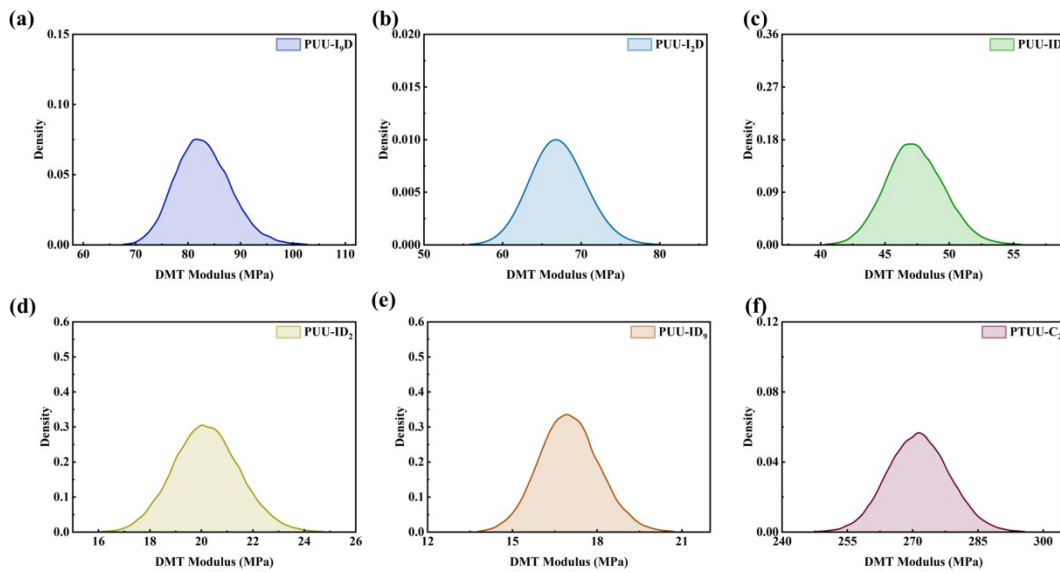 (a)
PUU-I₉D
0.15
0.10
0.05
0.00
Density
60 70 80 90 100 110
DMT Modulus (MPa)
(b)
PUU-I₂D
0.020
0.015
0.010
0.005
0.000
Density
50 60 70 80
DMT Modulus (MPa)
(c)
PUU-ID
0.36
0.27
0.18
0.09
0.00
Density
40 45 50 55
DMT Modulus (MPa)
(d)
PUU-ID₂
0.6
0.5
0.4
0.3
0.2
0.1
0.0
Density
16 18 20 22 24 26
DMT Modulus (MPa)
(e)
PUU-ID₉
0.6
0.5
0.4
0.3
0.2
0.1
0.0
Density
12 15 18 21
DMT Modulus (MPa)
(f)
PTUU-C₂
0.12
0.08
0.04
0.00
Density
240 255 270 285 300
DMT Modulus (MPa)